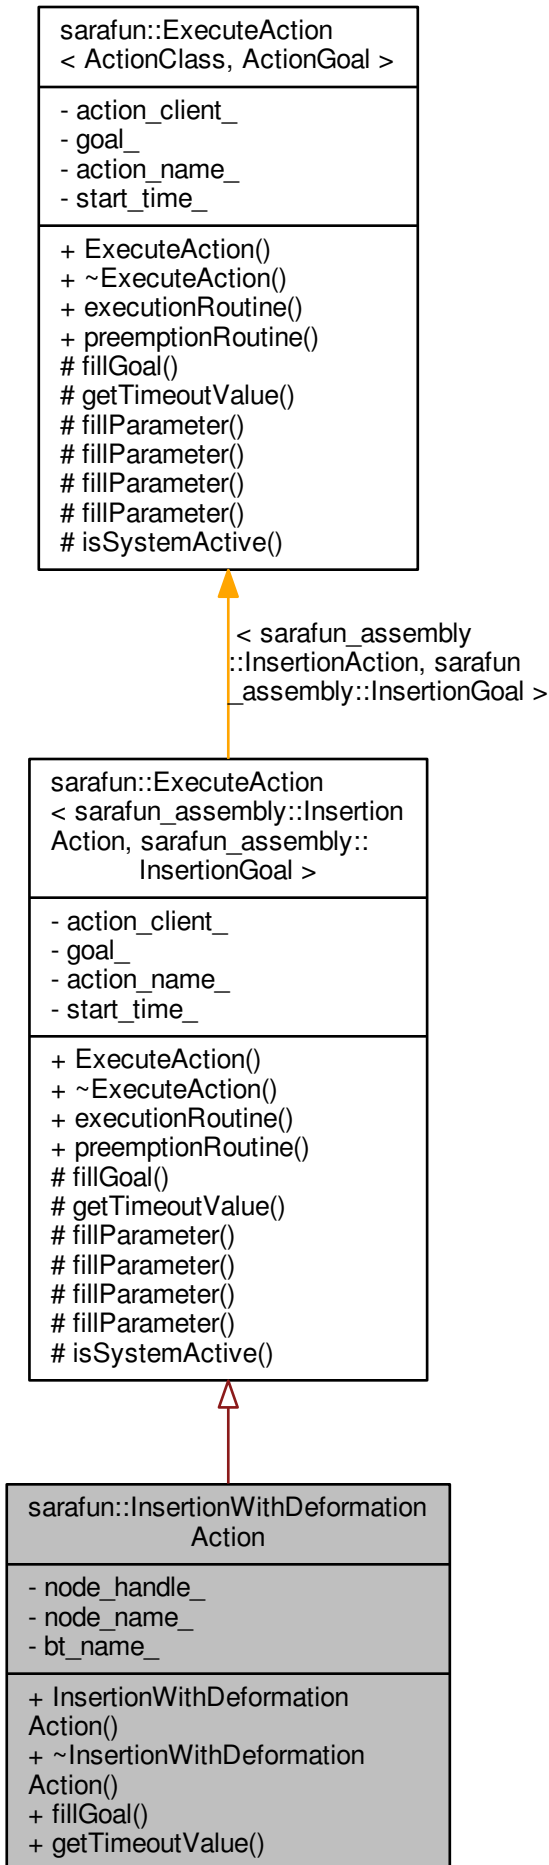 sarafun::ExecuteAction
< ActionClass, ActionGoal >
- action_client_
- goal_
- action_name_
- start_time_
+ ExecuteAction()
+ ~ExecuteAction()
+ executionRoutine()
+ preemptionRoutine()
# fillGoal()
# getTimeoutValue()
# fillParameter()
# fillParameter()
# fillParameter()
# fillParameter()
# isSystemActive()
< sarafun_assembly
::InsertionAction, sarafun
_assembly::InsertionGoal >
sarafun::ExecuteAction
< sarafun_assembly::Insertion
Action, sarafun_assembly::
InsertionGoal >
- action_client_
- goal_
- action_name_
- start_time_
+ ExecuteAction()
+ ~ExecuteAction()
+ executionRoutine()
+ preemptionRoutine()
# fillGoal()
# getTimeoutValue()
# fillParameter()
# fillParameter()
# fillParameter()
# fillParameter()
# isSystemActive()
sarafun::InsertionWithDeformation
Action
- node_handle_
- node_name_
- bt_name_
+ InsertionWithDeformation
Action()
+ ~InsertionWithDeformation
Action()
+ fillGoal()
+ getTimeoutValue()